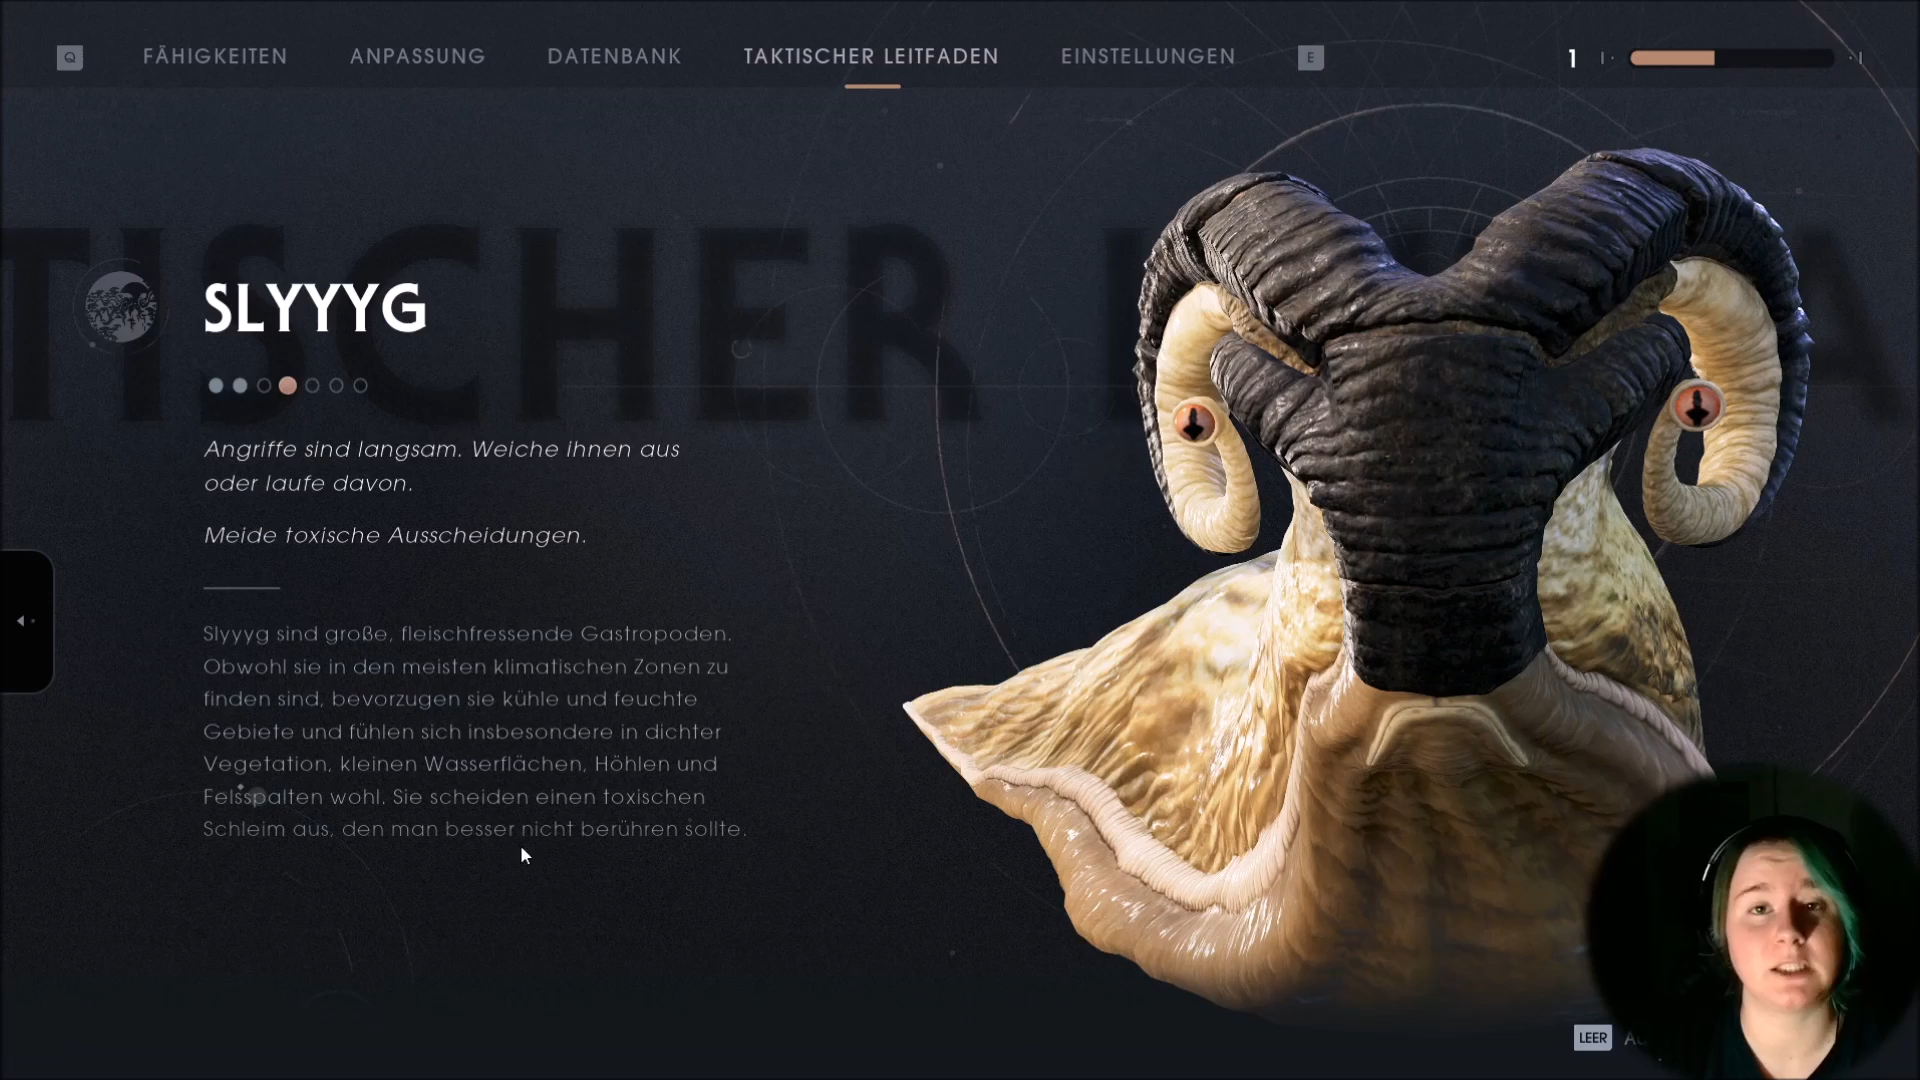 Q FÄHIGKEITEN ANPASSUNG DATENBANK TAKTISCHER LEITFADEN EINSTELLUNGEN E 1
TISCHER
SLYYYG
Angriffe sind langsam. Weiche ihnen aus
oder laufe davon.
Meide toxische Ausscheidungen.
Slyyyg sind große, fleischfressende Gastropoden.
Obwohl sie in den meisten klimatischen Zonen zu
finden sind, bevorzugen sie kühle und feuchte
Gebiete und fühlen sich insbesondere in dichter
Vegetation, kleinen Wasserflächen, Höhlen und
Felsspalten wohl. Sie scheiden einen toxischen
Schleim aus, den man besser nicht berühren sollte.
LEER